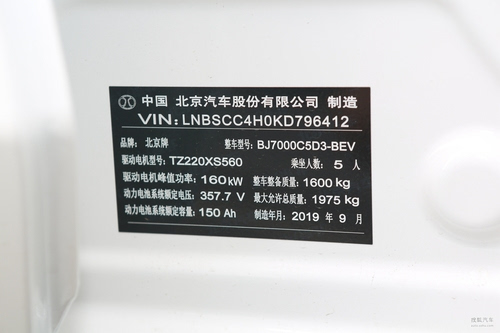 中国 北京汽车股份有限公司 制造
VIN: LNBSCC4H0KD796412
品牌: 北京牌 整车型号: BJ7000C5D3-BEV
驱动电机型号: TZ220XS560 乘坐人数: 5 人
驱动电机峰值功率: 160 kW 整车整备质量: 1600 kg
动力电池系统额定电压: 357.7 V 最大允许总质量: 1975 kg
动力电池系统额定容量: 150 Ah 制造年月: 2019 年 9 月
搜狐汽车